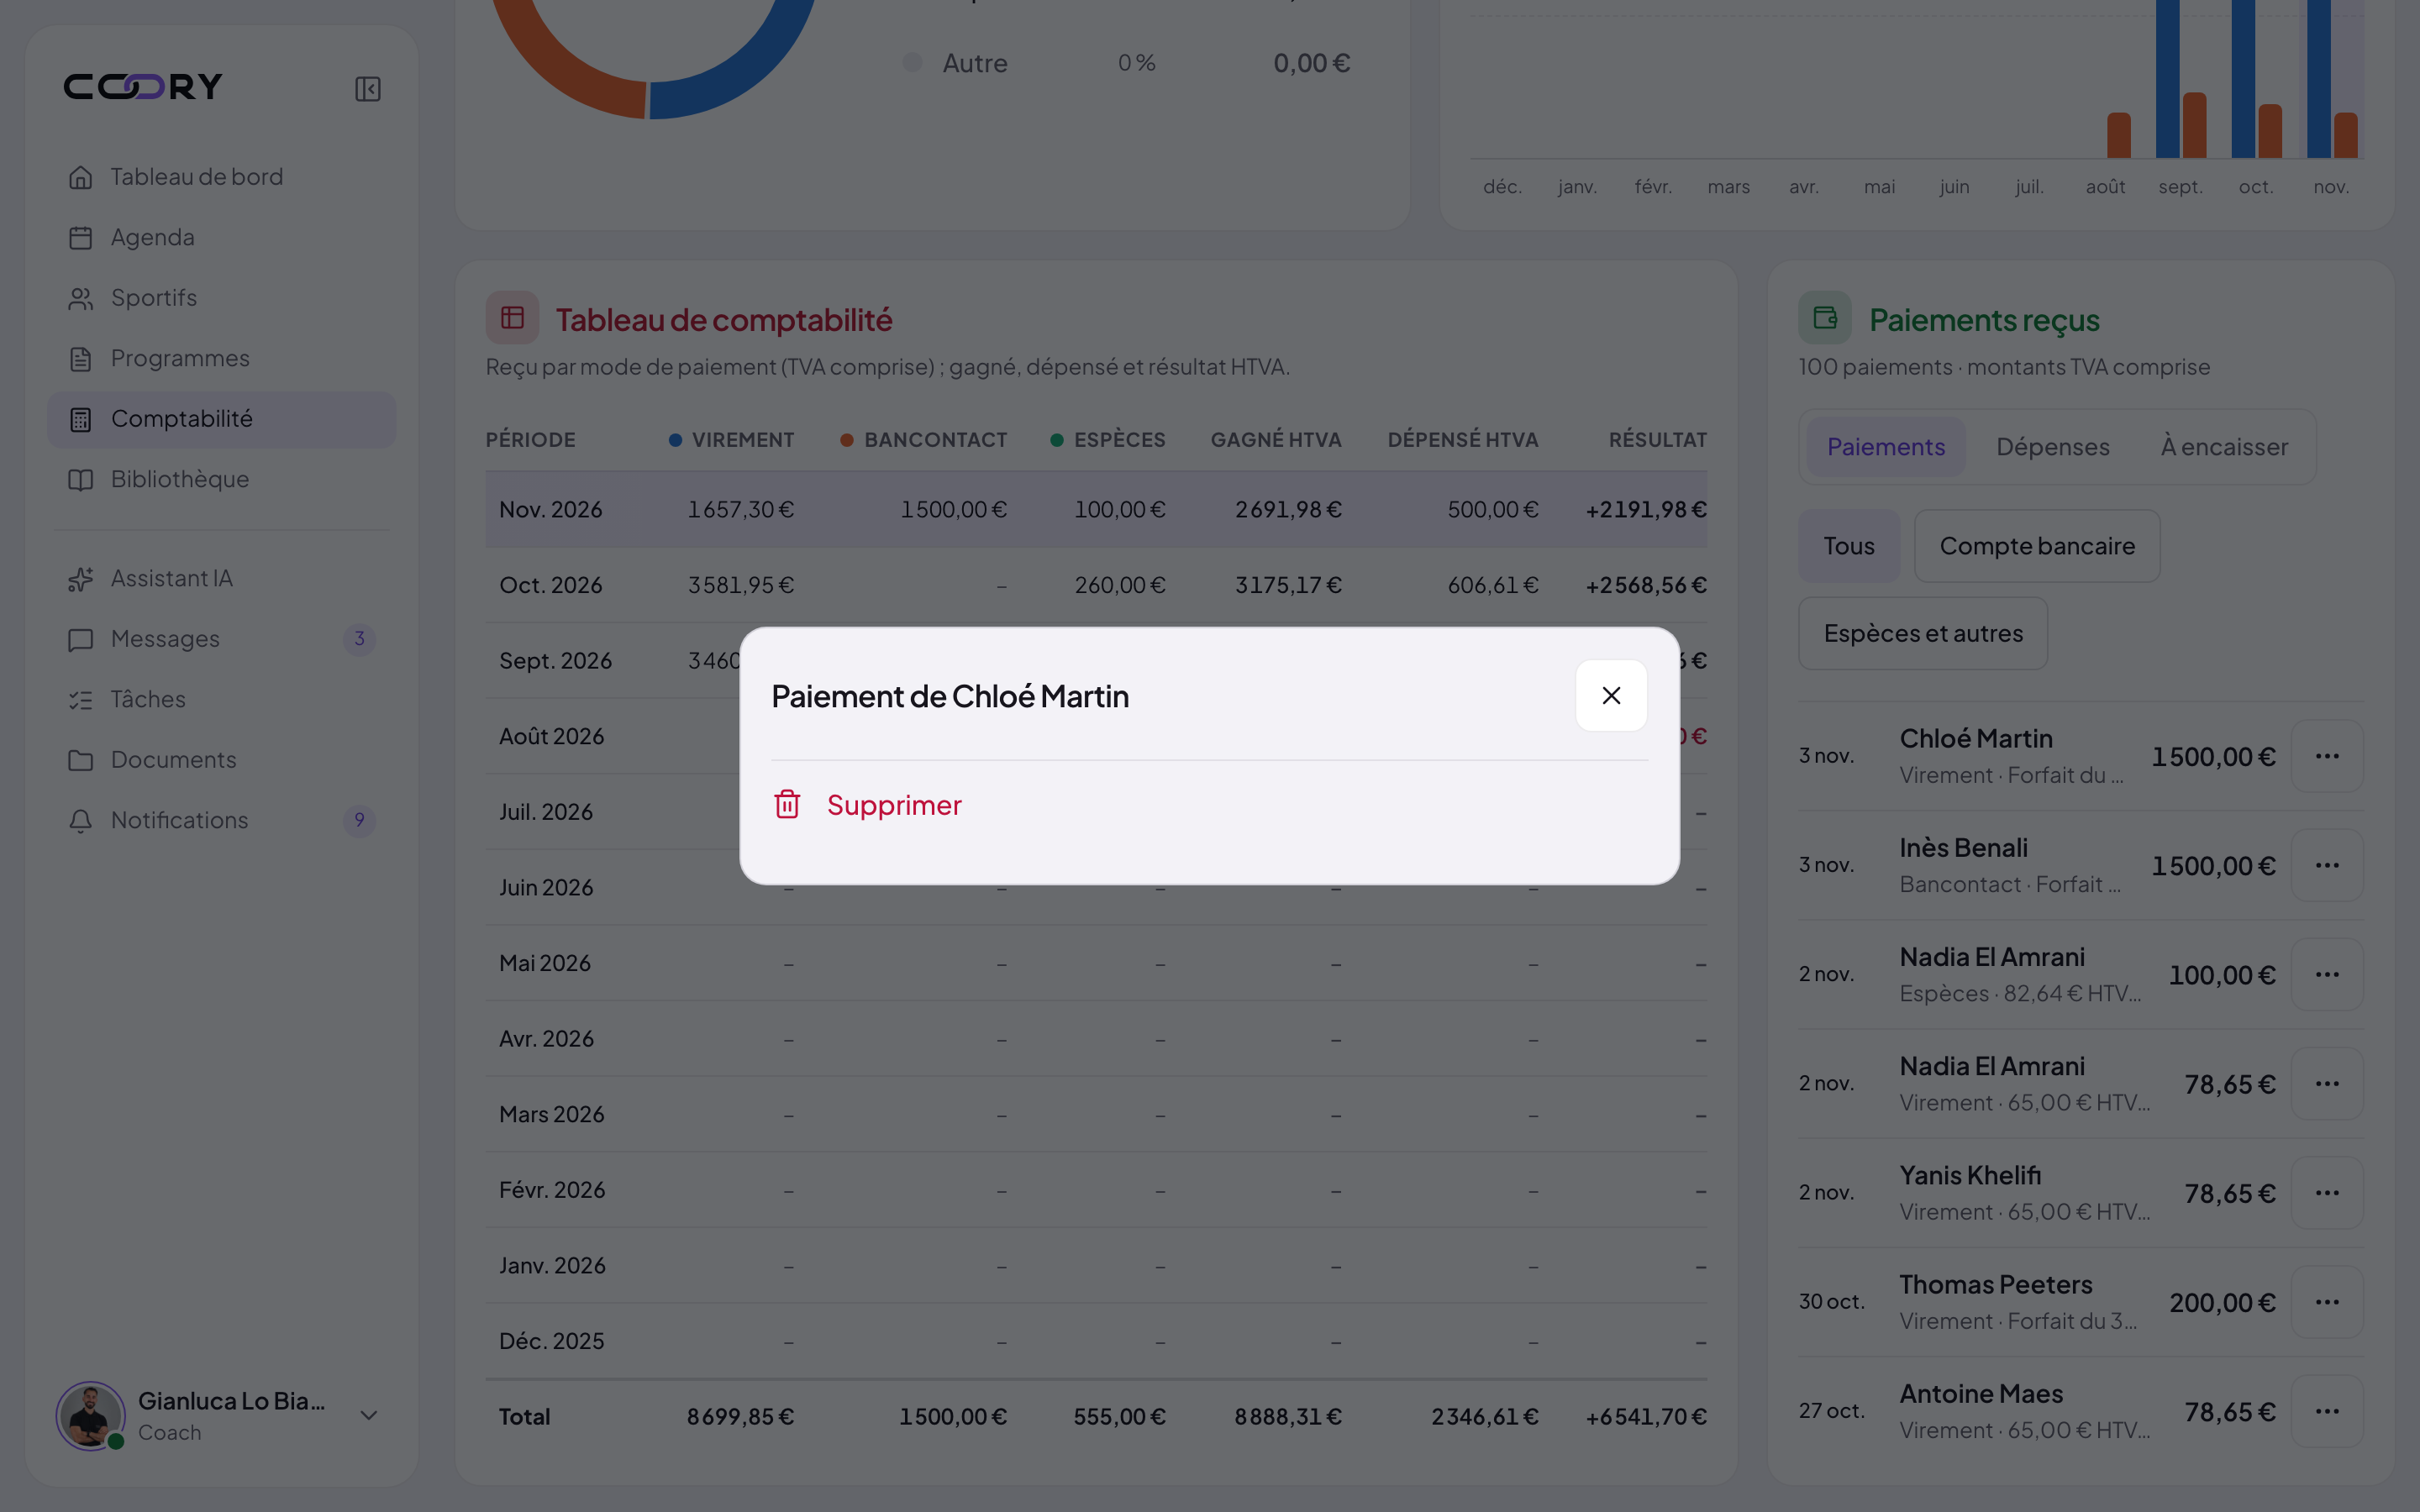 COORY
Tableau de bord
Agenda
Sportifs
Programmes
Comptabilité
Bibliothèque
Assistant IA
Messages 3
Tâches
Documents
Notifications 9
Gianluca Lo Bia...
Coach
Autre 0 % 0,00 €
déc. janv. févr. mars avr. mai juin juil. août sept. oct. nov.
Tableau de comptabilité
Reçu par mode de paiement (TVA comprise) ; gagné, dépensé et résultat HTVA.
PÉRIODE VIREMENT BANCONTACT ESPÈCES GAGNÉ HTVA DÉPENSÉ HTVA RÉSULTAT
Nov. 2026 1 657,30 € 1 500,00 € 100,00 € 2 691,98 € 500,00 € +2 191,98 €
Oct. 2026 3 581,95 € – 260,00 € 3 175,17 € 606,61 € +2 568,56 €
Sept. 2026 3 460 €
Août 2026 €
Juil. 2026 –
Juin 2026 – – – – – –
Mai 2026 – – – – – –
Avr. 2026 – – – – – –
Mars 2026 – – – – – –
Févr. 2026 – – – – – –
Janv. 2026 – – – – – –
Déc. 2025 – – – – – –
Total 8 699,85 € 1 500,00 € 555,00 € 8 888,31 € 2 346,61 € +6 541,70 €
Paiement de Chloé Martin
Supprimer
Paiements reçus
100 paiements · montants TVA comprise
Paiements Dépenses À encaisser
Tous Compte bancaire
Espèces et autres
3 nov. Chloé Martin 1 500,00 €
Virement · Forfait du ...
3 nov. Inès Benali 1 500,00 €
Bancontact · Forfait ...
2 nov. Nadia El Amrani 100,00 €
Espèces · 82,64 € HTV...
2 nov. Nadia El Amrani 78,65 €
Virement · 65,00 € HTV...
2 nov. Yanis Khelifi 78,65 €
Virement · 65,00 € HTV...
30 oct. Thomas Peeters 200,00 €
Virement · Forfait du 3...
27 oct. Antoine Maes 78,65 €
Virement · 65,00 € HTV...